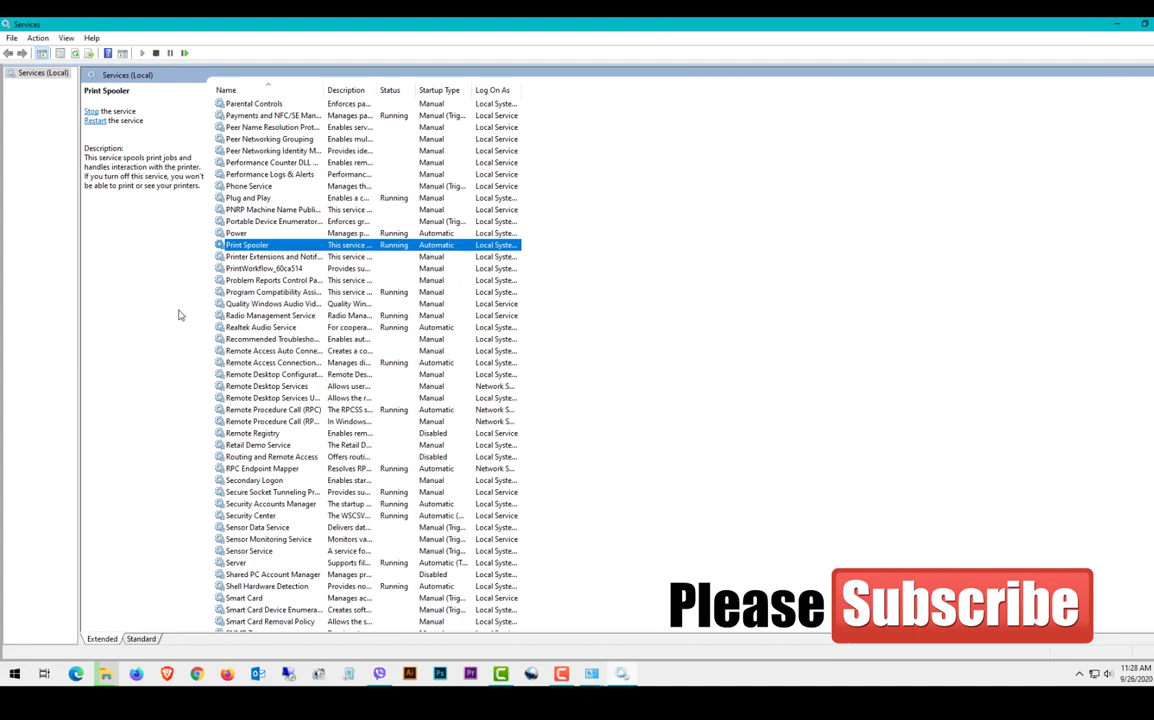 Services
File Action View Help
Services (Local)
Services (Local)
Print Spooler
Stop the service
Restart the service
Description:
This service spools print jobs and
handles interaction with the printer.
If you turn off this service, you won't
be able to print or see your printers.
Name Description Status Startup Type Log On As
Parental Controls Enforces pa... Manual Local Syste...
Payments and NFC/SE Man... Manages pa... Running Manual (Trig... Local Service
Peer Name Resolution Prot... Enables serv... Manual Local Service
Peer Networking Grouping Enables mul... Manual Local Service
Peer Networking Identity M... Provides ide... Manual Local Service
Performance Counter DLL ... Enables rem... Manual Local Service
Performance Logs & Alerts Performanc... Manual Local Service
Phone Service Manages th... Manual (Trig... Local Service
Plug and Play Enables a c... Running Manual Local Syste...
PNRP Machine Name Publi... This service ... Manual Local Service
Portable Device Enumerator... Enforces gr... Manual (Trig... Local Syste...
Power Manages p... Running Automatic Local Syste...
Print Spooler This service ... Running Automatic Local Syste...
Printer Extensions and Notif... This service ... Manual Local Syste...
PrintWorkflow_60ca514 Provides su... Manual Local Syste...
Problem Reports Control Pa... This service ... Manual Local Syste...
Program Compatibility Assi... This service ... Running Manual Local Syste...
Quality Windows Audio Vid... Quality Win... Manual Local Service
Radio Management Service Radio Mana... Running Manual Local Service
Realtek Audio Service For coopera... Running Automatic Local Syste...
Recommended Troublesho... Enables aut... Manual Local Syste...
Remote Access Auto Conne... Creates a co... Manual Local Syste...
Remote Access Connection... Manages di... Running Automatic Local Syste...
Remote Desktop Configurat... Remote Des... Manual Local Syste...
Remote Desktop Services Allows user... Manual Network S...
Remote Desktop Services U... Allows the r... Manual Local Syste...
Remote Procedure Call (RPC) The RPCSS s... Running Automatic Network S...
Remote Procedure Call (RP... In Windows... Manual Network S...
Remote Registry Enables rem... Disabled Local Service
Retail Demo Service The Retail D... Manual Local Syste...
Routing and Remote Access Offers routi... Disabled Local Syste...
RPC Endpoint Mapper Resolves RP... Running Automatic Network S...
Secondary Logon Enables star... Manual Local Syste...
Secure Socket Tunneling Pr... Provides su... Running Manual Local Service
Security Accounts Manager The startup ... Running Automatic Local Syste...
Security Center The WSCSV... Running Automatic (... Local Service
Sensor Data Service Delivers dat... Manual (Trig... Local Syste...
Sensor Monitoring Service Monitors va... Manual (Trig... Local Service
Sensor Service A service fo... Manual (Trig... Local Syste...
Server Supports fil... Running Automatic (T... Local Syste...
Shared PC Account Manager Manages pr... Disabled Local Syste...
Shell Hardware Detection Provides no... Running Automatic Local Syste...
Smart Card Manages ac... Manual (Trig... Local Service
Smart Card Device Enumera... Creates soft... Manual (Trig... Local Syste...
Smart Card Removal Policy Allows the s... Manual Local Syste...
Please Subscribe
Extended Standard
11:28 AM
9/26/2020